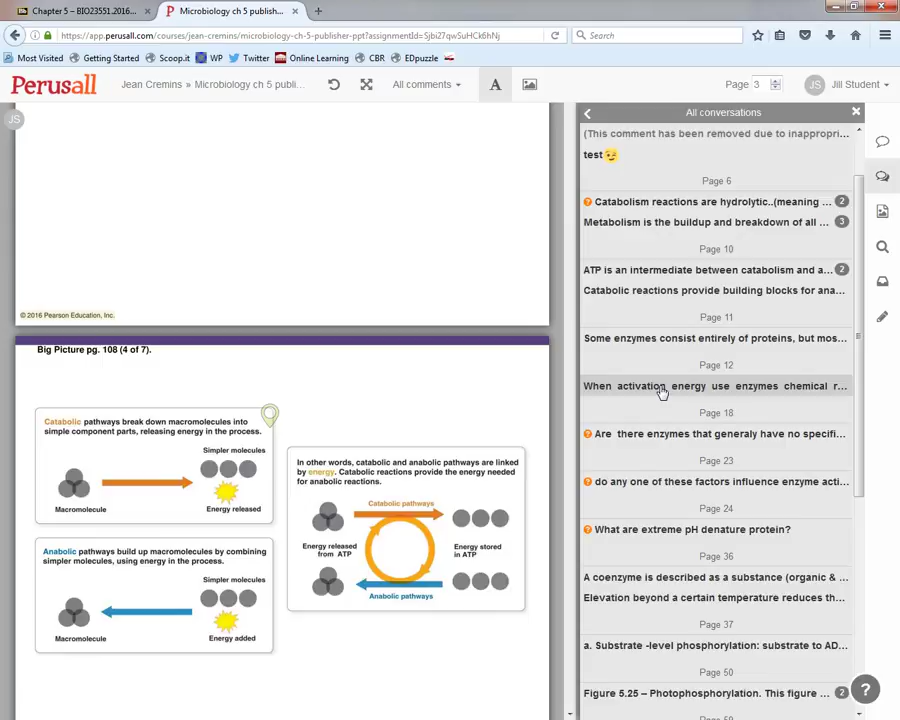 Chapter 5 – BIO23551.2016...
Microbiology ch 5 publisher...
https://app.perusall.com/courses/jean-cremins/microbiology-ch-5-publisher-ppt?assignmentId=Sjbi27qwSuHCk6hNj
Search
Most Visited Getting Started Scoop.it WP Twitter Online Learning CBR EDpuzzle
Perusall
Jean Cremins » Microbiology ch 5 publi...
All comments
A
Page 3
JS
Jill Student
JS
© 2016 Pearson Education, Inc.
Big Picture pg. 108 (4 of 7).
Catabolic pathways break down macromolecules into
simple component parts, releasing energy in the process.
Simpler molecules
Macromolecule
Energy released
Anabolic pathways build up macromolecules by combining
simpler molecules, using energy in the process.
Simpler molecules
Macromolecule
Energy added
In other words, catabolic and anabolic pathways are linked
by energy. Catabolic reactions provide the energy needed
for anabolic reactions.
Catabolic pathways
Energy released
from ATP
Energy stored
in ATP
Anabolic pathways
All conversations
(This comment has been removed due to inappropri...
test
Page 6
Catabolism reactions are hydrolytic..(meaning ... 2
Metabolism is the buildup and breakdown of all ... 3
Page 10
ATP is an intermediate between catabolism and a... 2
Catabolic reactions provide building blocks for ana...
Page 11
Some enzymes consist entirely of proteins, but mos...
Page 12
When activation energy use enzymes chemical r...
Page 18
? Are there enzymes that generaly have no specifi...
Page 23
? do any one of these factors influence enzyme acti...
Page 24
? What are extreme pH denature protein?
Page 36
A coenzyme is described as a substance (organic & ...
Elevation beyond a certain temperature reduces th...
Page 37
a. Substrate -level phosphorylation: substrate to AD...
Page 50
Figure 5.25 – Photophosphorylation. This figure ... 2
?